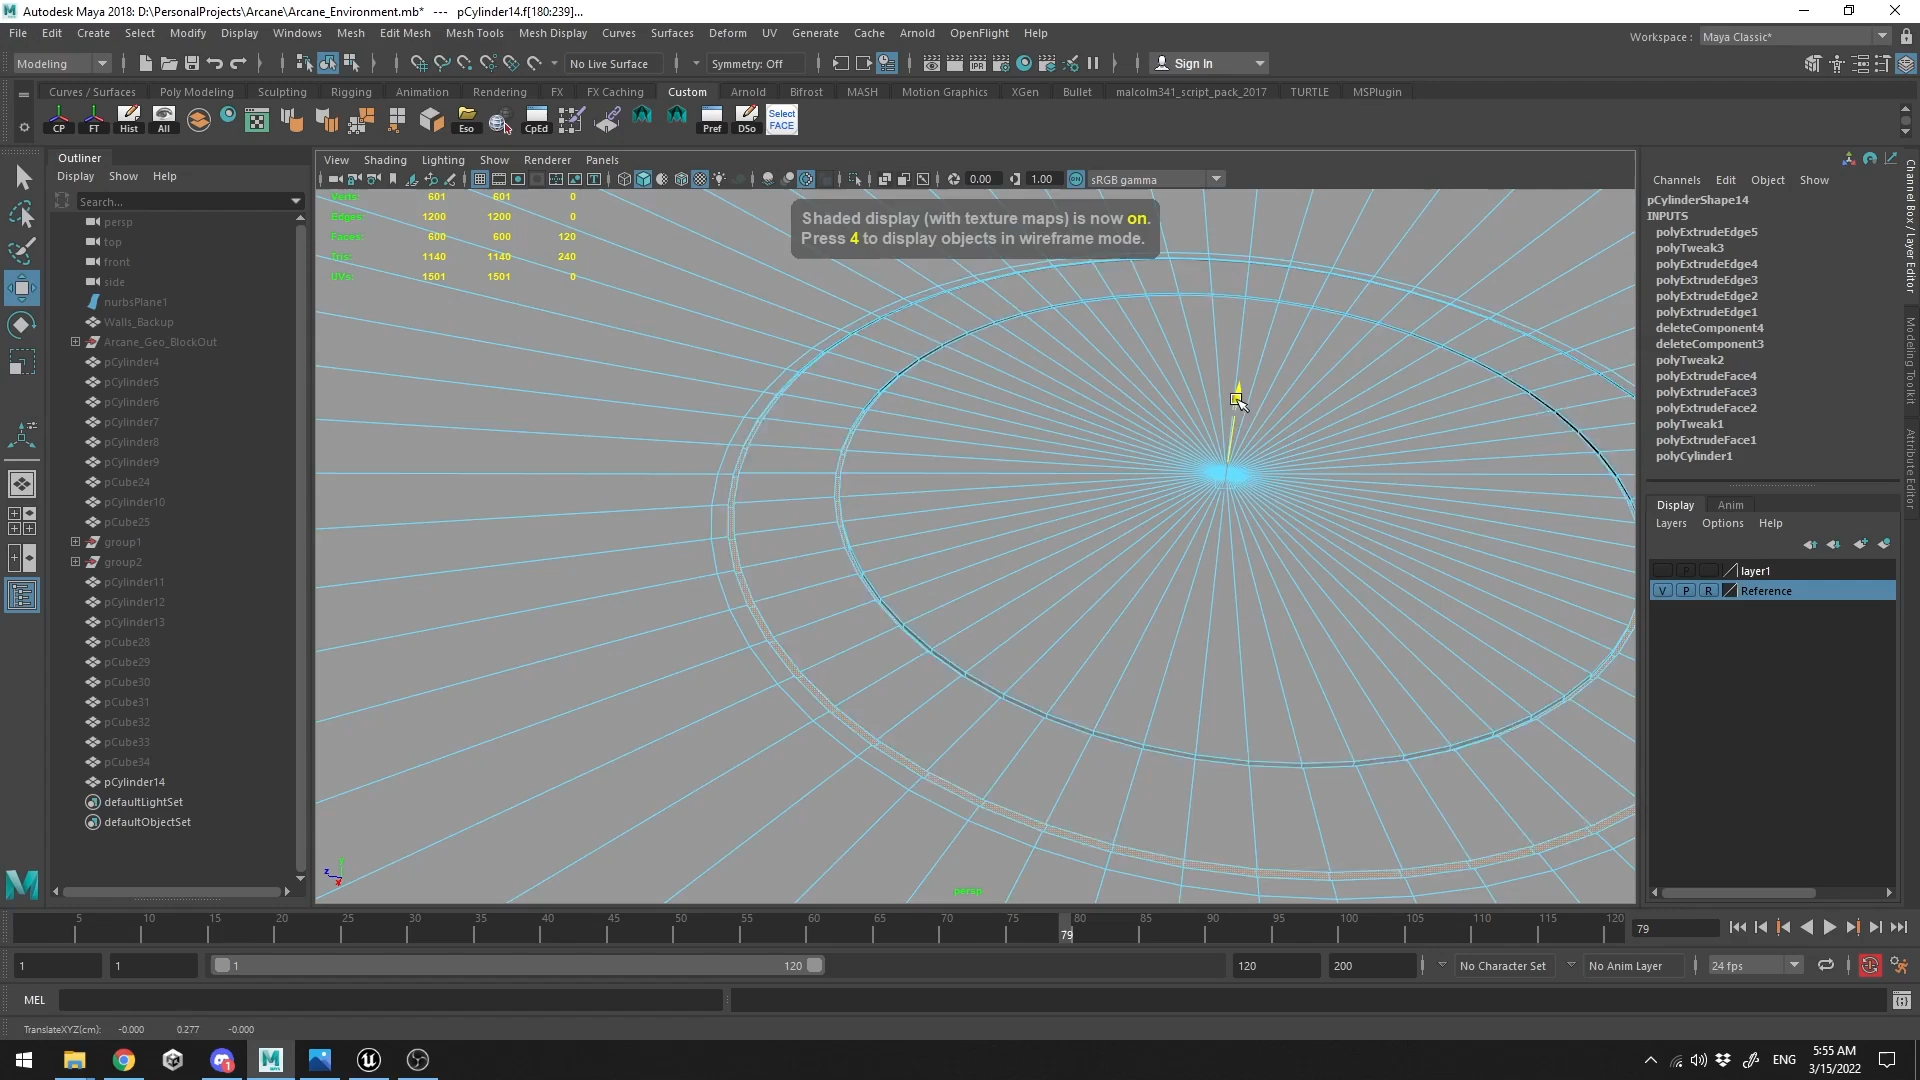 Autodesk Maya 2018: D:\PersonalProjects\Arcane\Arcane_Environment.mb* --- pCylinder14.f[180:239]...
File Edit Create Select Modify Display Windows Mesh Edit Mesh Mesh Tools Mesh Display Curves Surfaces Deform UV Generate Cache Arnold OpenFlight Help
Workspace : Maya Classic*
Modeling
No Live Surface
Symmetry: Off
Sign In
Curves / Surfaces Poly Modeling Sculpting Rigging Animation Rendering FX FX Caching Custom Arnold Bifrost MASH Motion Graphics XGen Bullet malcolm341_script_pack_2017 TURTLE MSPlugin
CP FT Hist All Eso CpEd Pref DSo
Select
FACE
Outliner
Display Show Help
Search...
persp
top
front
side
nurbsPlane1
Walls_Backup
Arcane_Geo_BlockOut
pCylinder4
pCylinder5
pCylinder6
pCylinder7
pCylinder8
pCylinder9
pCube24
pCylinder10
pCube25
group1
group2
pCylinder11
pCylinder12
pCylinder13
pCube28
pCube29
pCube30
pCube31
pCube32
pCube33
pCube34
pCylinder14
defaultLightSet
defaultObjectSet
View Shading Lighting Show Renderer Panels
0.00
1.00
sRGB gamma
Verts: 601 601 0
Edges: 1200 1200 0
Faces: 600 600 120
Tris: 1140 1140 240
UVs: 1501 1501 0
Shaded display (with texture maps) is now on.
Press 4 to display objects in wireframe mode.
y
z
x
persp
Channels Edit Object Show
pCylinderShape14
INPUTS
polyExtrudeEdge5
polyTweak3
polyExtrudeEdge4
polyExtrudeEdge3
polyExtrudeEdge2
polyExtrudeEdge1
deleteComponent4
deleteComponent3
polyTweak2
polyExtrudeFace4
polyExtrudeFace3
polyExtrudeFace2
polyTweak1
polyExtrudeFace1
polyCylinder1
Channel Box / Layer Editor
Modeling Toolkit
Attribute Editor
Display Anim
Layers Options Help
P layer1
V P R Reference
5 10 15 20 25 30 35 40 45 50 55 60 65 70 75 80 85 90 95 100 105 110 115 120
79
79
1
1
1
120
120
200
No Character Set
No Anim Layer
24 fps
MEL
TranslateXYZ(cm): -0.000 0.277 -0.000
ENG
5:55 AM
3/15/2022